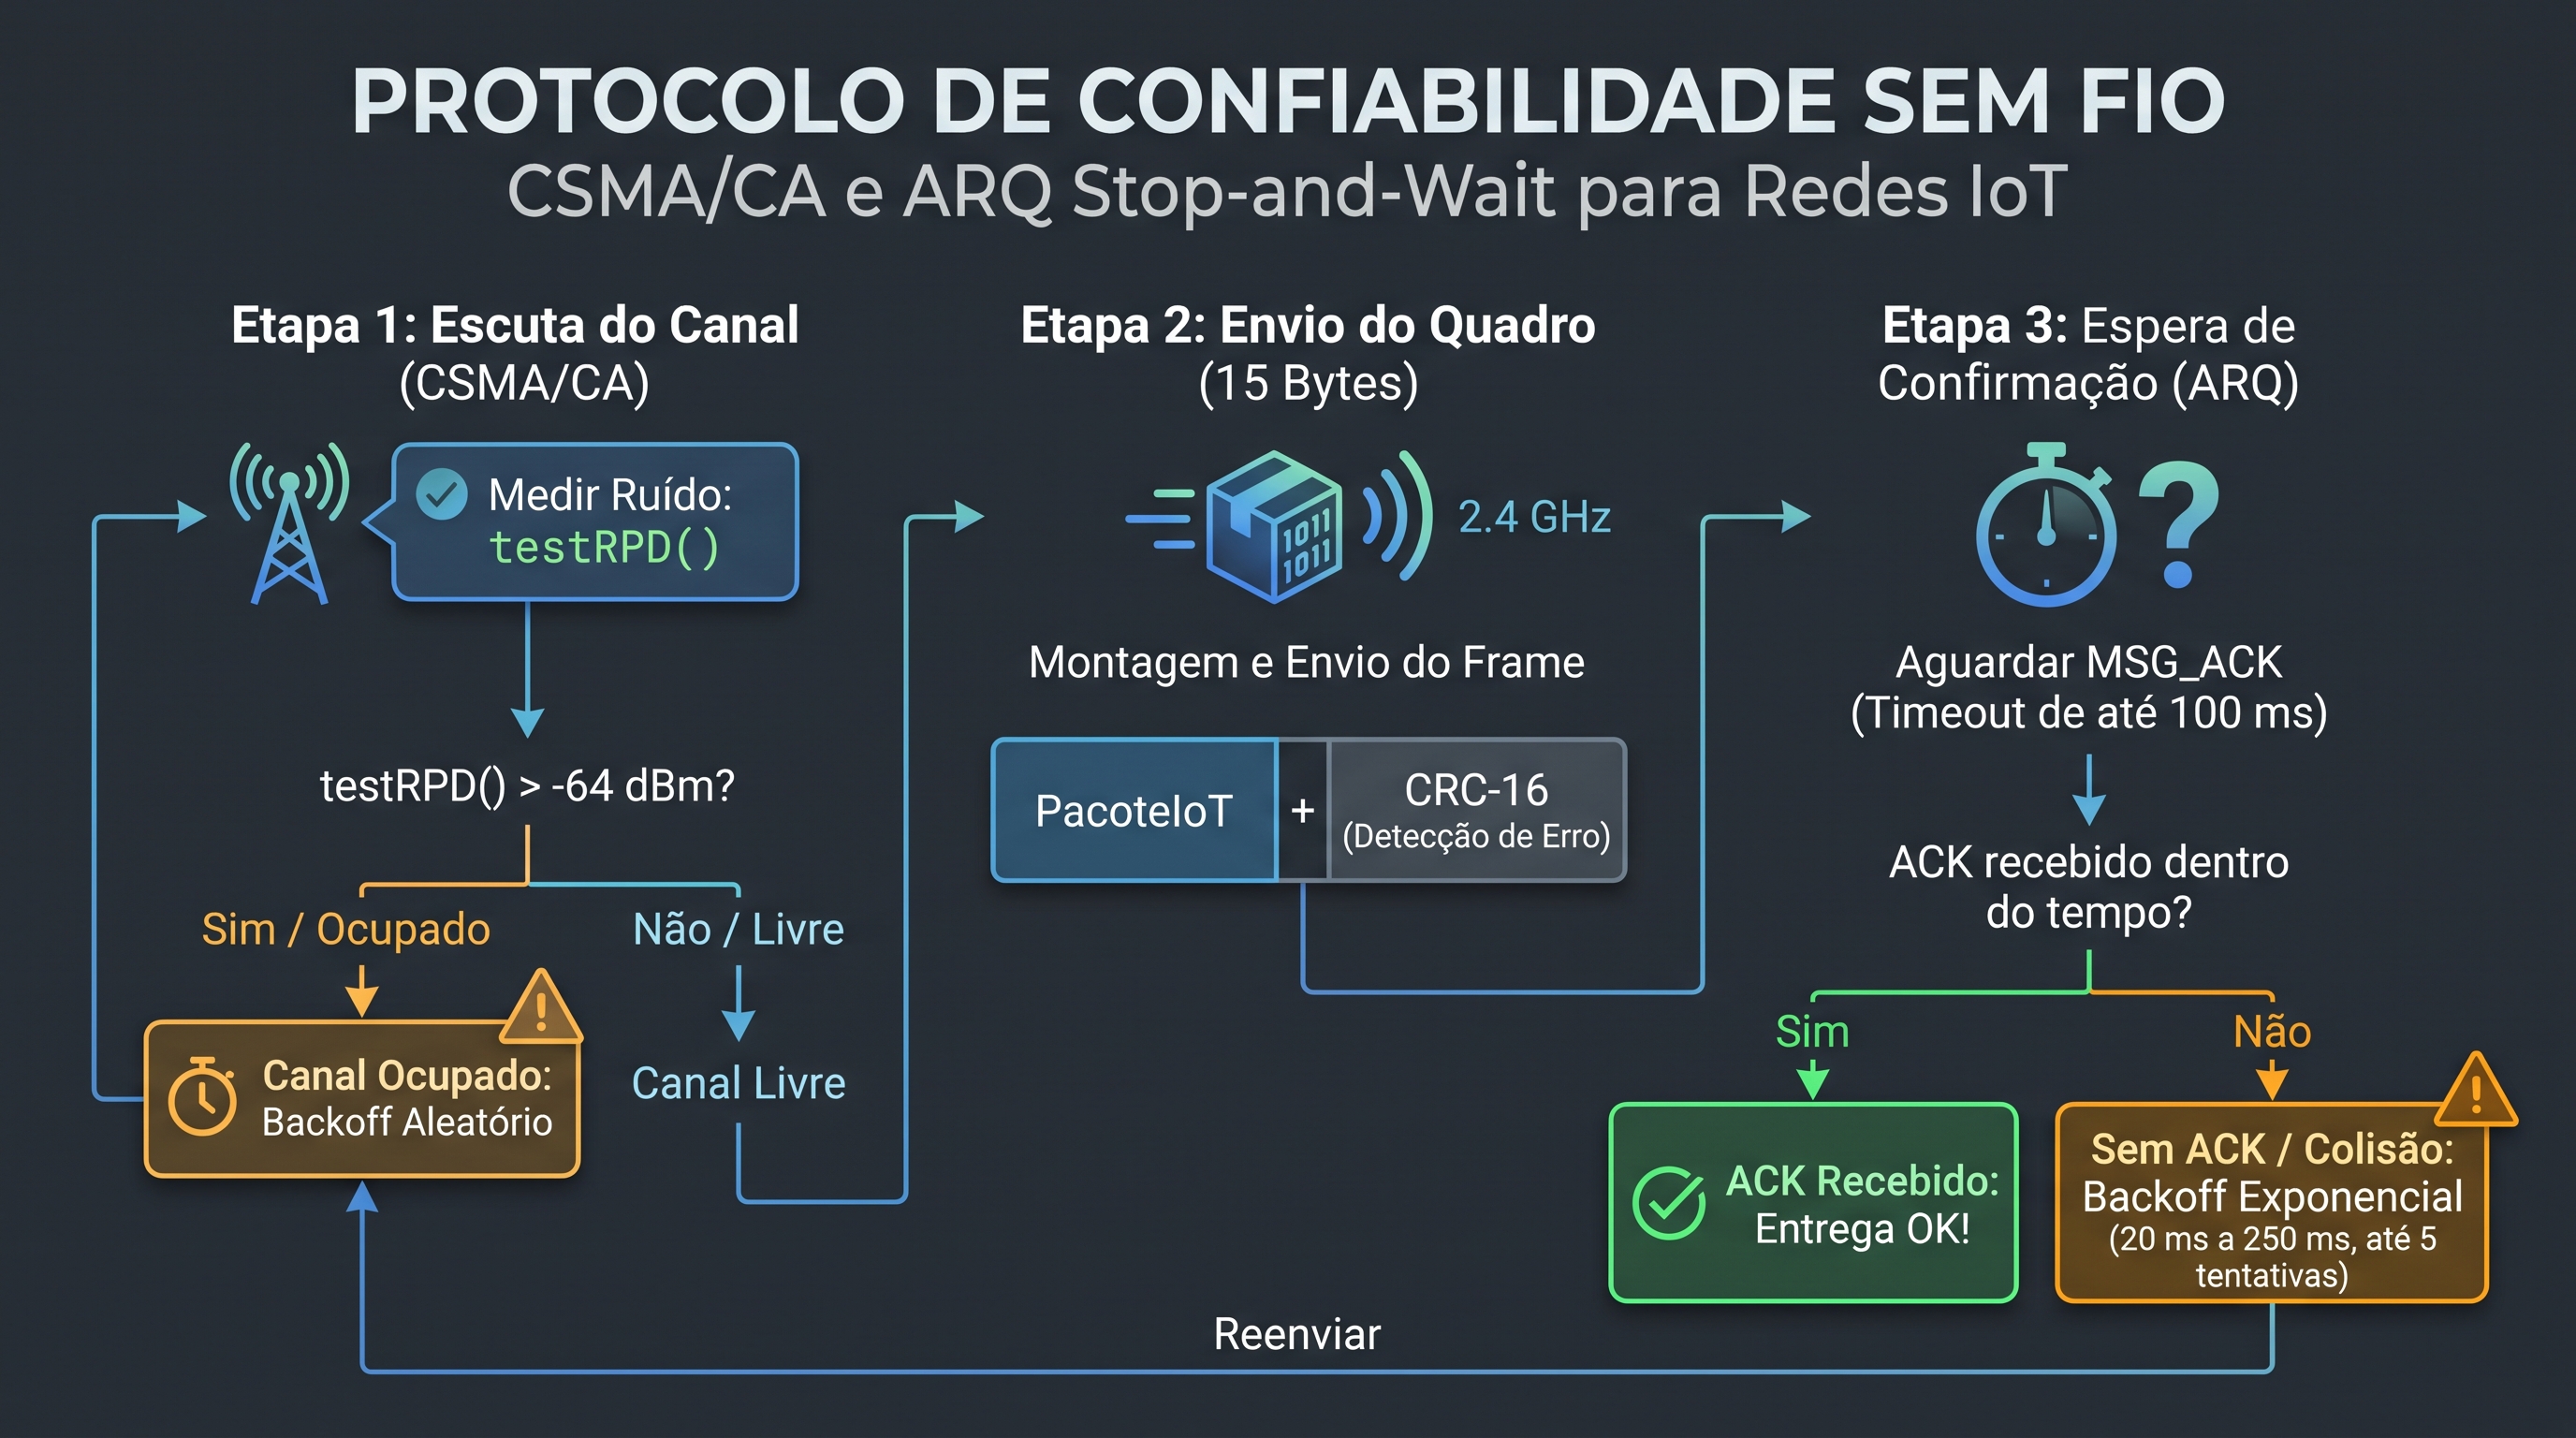 PROTOCOLO DE CONFIABILIDADE SEM FIO
CSMA/CA e ARQ Stop-and-Wait para Redes IoT
Etapa 1: Escuta do Canal
(CSMA/CA)
Medir Ruído:
testRPD()
testRPD() > -64 dBm?
Sim / Ocupado
Não / Livre
Canal Ocupado:
Backoff Aleatório
Canal Livre
Etapa 2: Envio do Quadro
(15 Bytes)
1011
1011
2.4 GHz
Montagem e Envio do Frame
PacoteIoT
+
CRC-16
(Detecção de Erro)
Etapa 3: Espera de
Confirmação (ARQ)
?
Aguardar MSG_ACK
(Timeout de até 100 ms)
ACK recebido dentro
do tempo?
Sim
Não
ACK Recebido:
Entrega OK!
Sem ACK / Colisão:
Backoff Exponencial
(20 ms a 250 ms, até 5
tentativas)
Reenviar